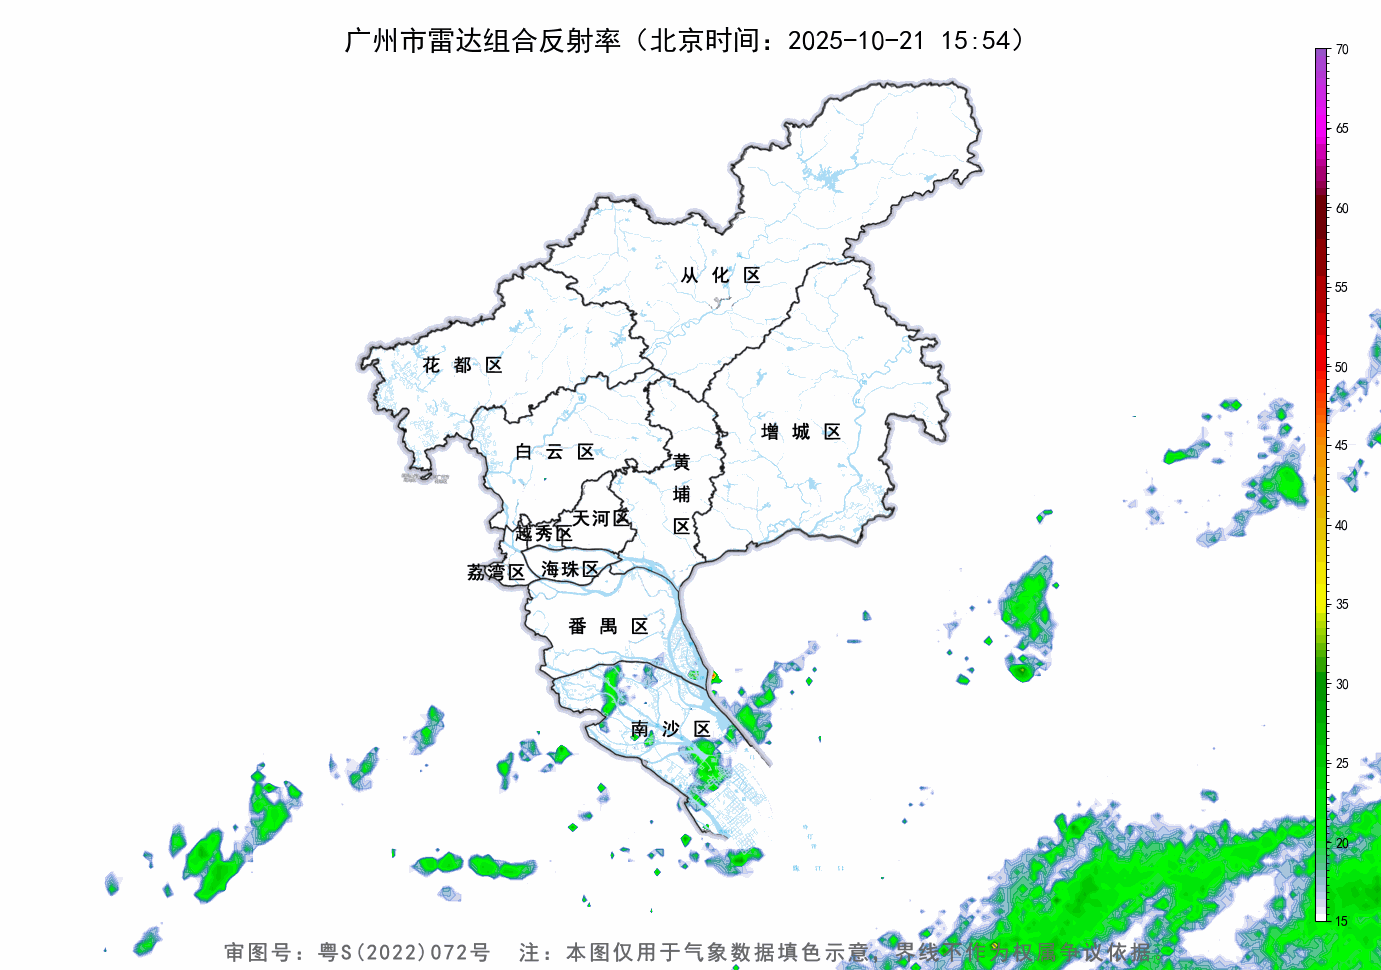 广州市雷达组合反射率（北京时间：2025-10-21 15:54）
70
65
60
55
50
45
40
35
30
25
20
15
从化区
花都区
增城区
白云区
黄埔区
天河区
越秀区
荔湾区
海珠区
番禺区
南沙区
审图号：粤S(2022)072号 注：本图仅用于气象数据填色示意，界线不作为权属争议依据。